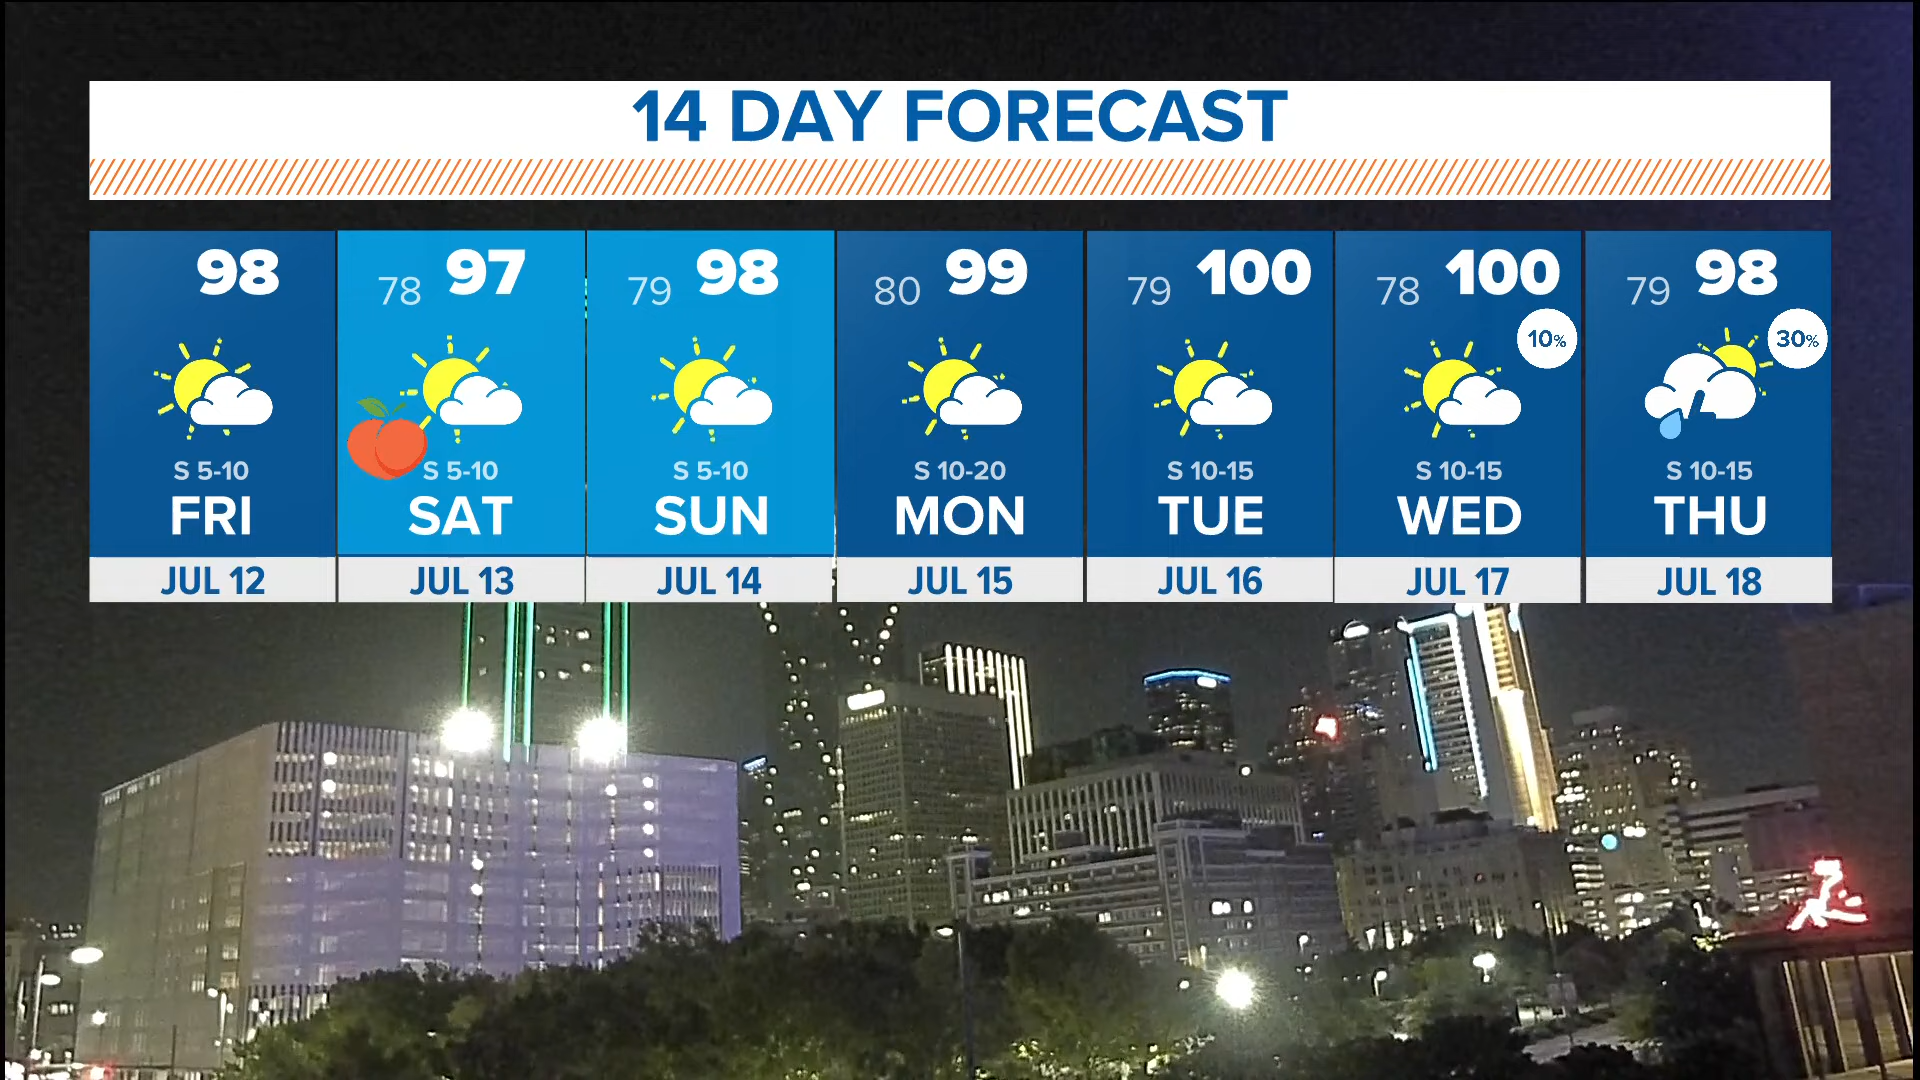 14 DAY FORECAST
98
78 97
79 98
80 99
79 100
78 100
79 98
10%
30%
S 5-10
S 5-10
S 5-10
S 10-20
S 10-15
S 10-15
S 10-15
FRI
SAT
SUN
MON
TUE
WED
THU
JUL 12
JUL 13
JUL 14
JUL 15
JUL 16
JUL 17
JUL 18